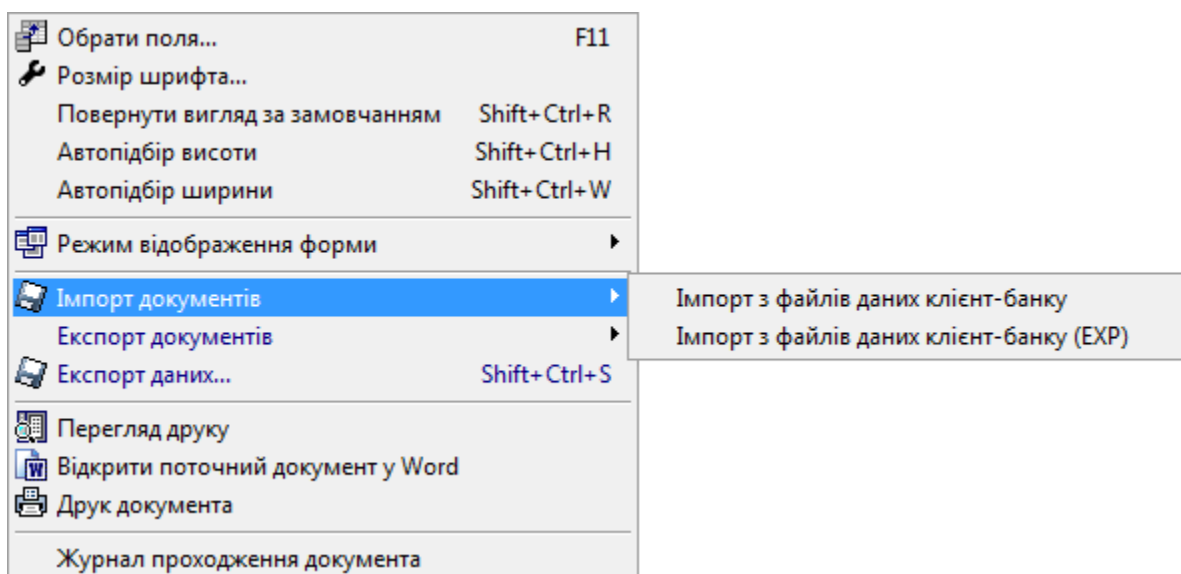 Обрати поля... F11
Розмір шрифта...
Повернути вигляд за замовчанням Shift+Ctrl+R
Автопідбір висоти Shift+Ctrl+H
Автопідбір ширини Shift+Ctrl+W
Режим відображення форми
Імпорт документів
Імпорт з файлів даних клієнт-банку
Експорт документів
Імпорт з файлів даних клієнт-банку (EXP)
Експорт даних... Shift+Ctrl+S
Перегляд друку
Відкрити поточний документ у Word
Друк документа
Журнал проходження документа